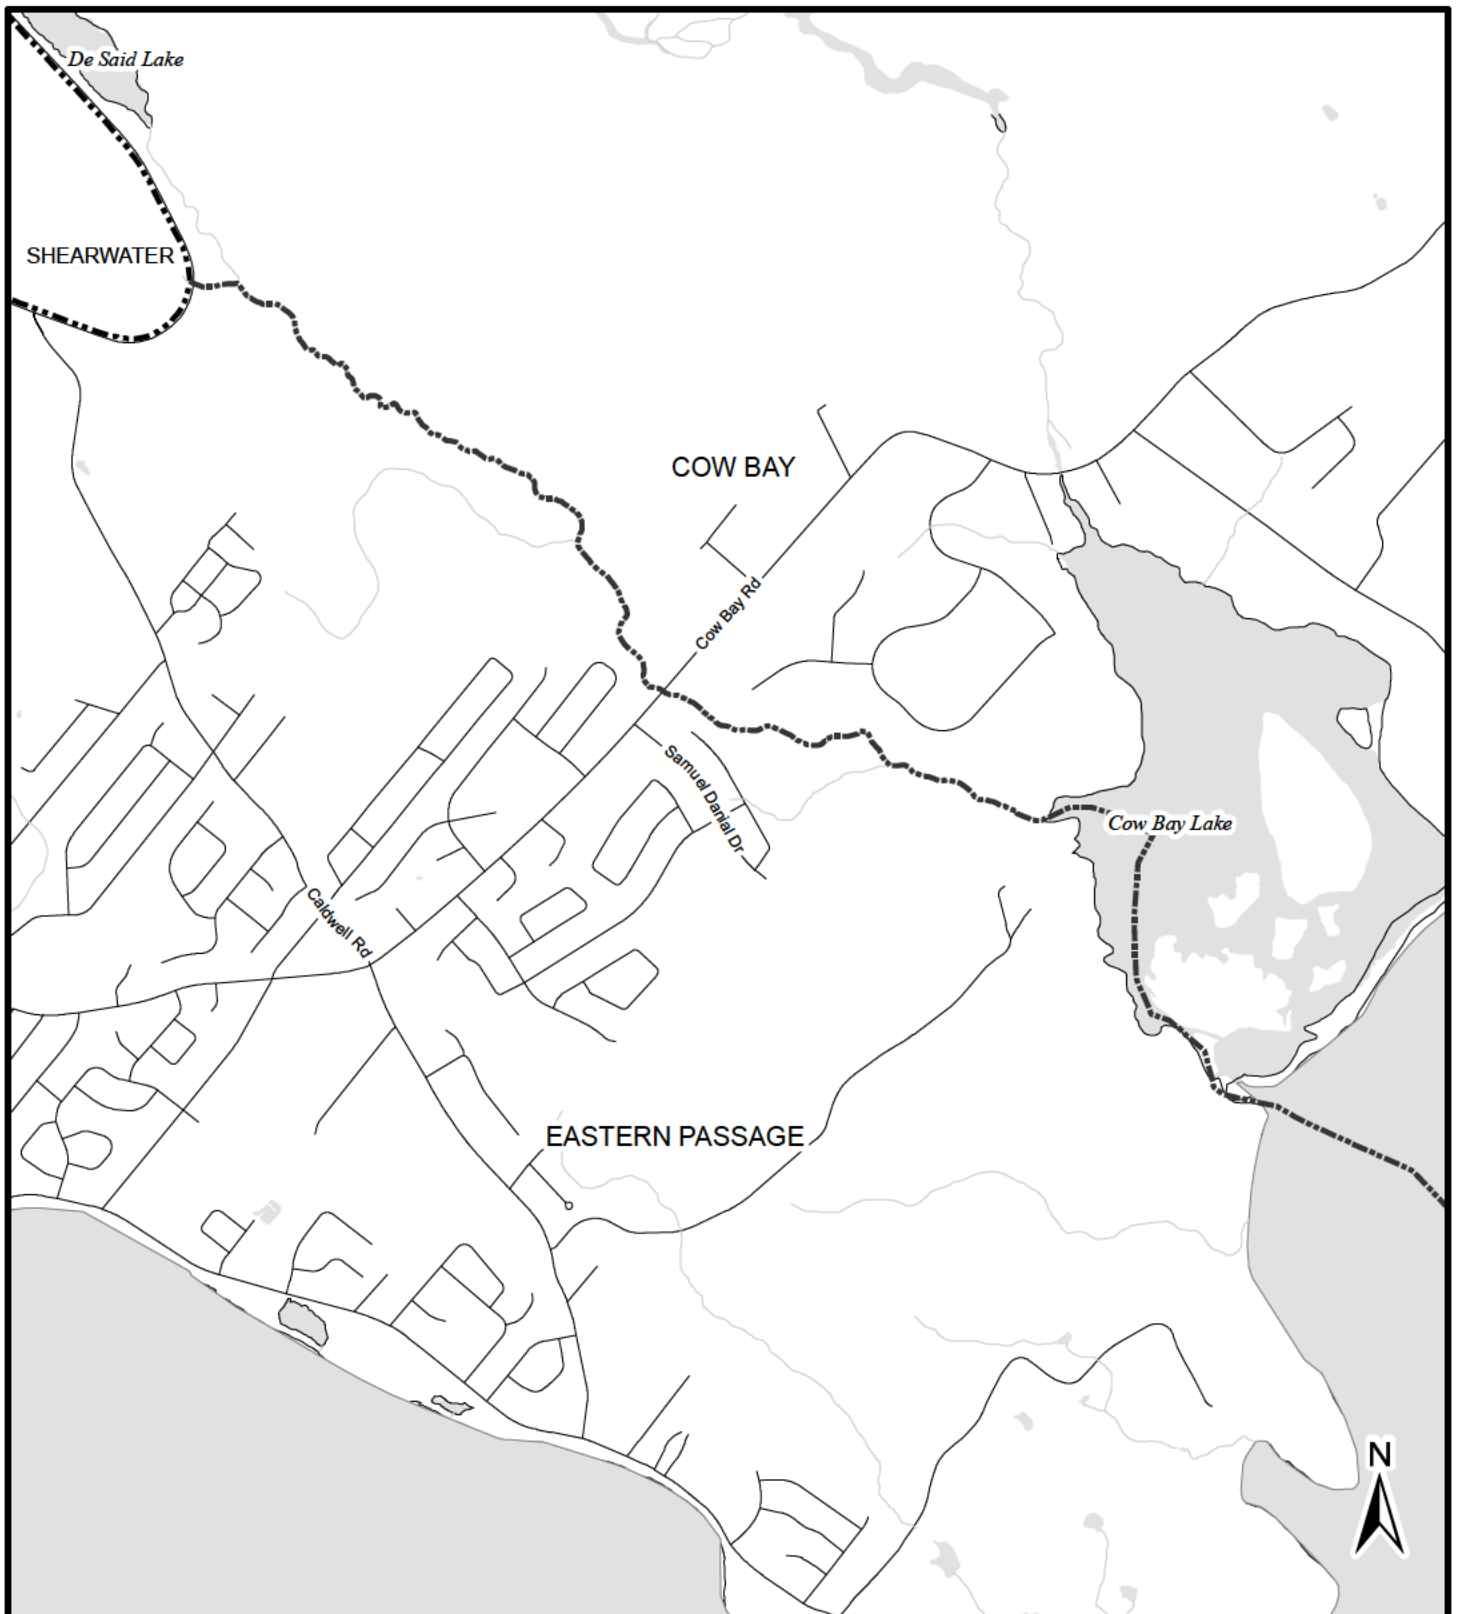 De Said Lake
SHEARWATER
COW BAY
Cow Bay Rd
Samuel Danial Dr
Cow Bay Lake
Caldwell Rd
EASTERN PASSAGE
N